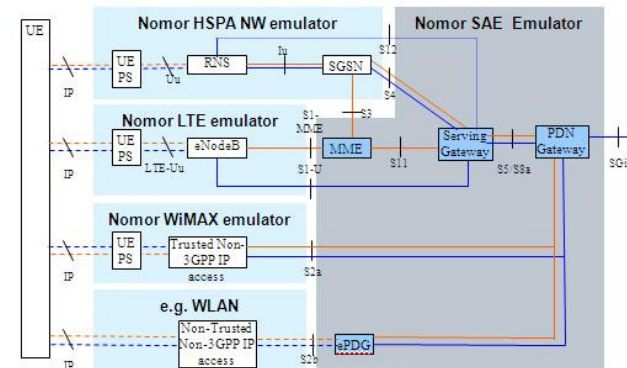 UE
Nomor HSPA NW emulator
Nomor SAE Emulator
UE
PS
Uu
RNS
Iu
SGSN
S12
S4
IP
Nomor LTE emulator
S1-
MME
S3
UE
PS
LTE-Uu
eNodeB
S1-U
MME
S11
Serving
Gateway
S5/S8a
PDN
Gateway
SGi
IP
Nomor WiMAX emulator
UE
PS
Trusted Non-
3GPP IP
access
S2a
IP
e.g. WLAN
Non-Trusted
Non-3GPP IP
access
S2b
ePDG
IP